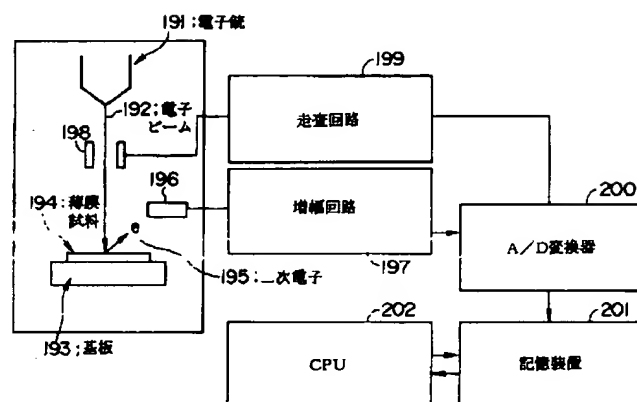 191;電子銃
192;電子
ビーム
198
199
走査回路
194;薄膜
試料
196
増幅回路
197
e
195;二次電子
193;基板
200
A/D変換器
201
記憶装置
202
CPU